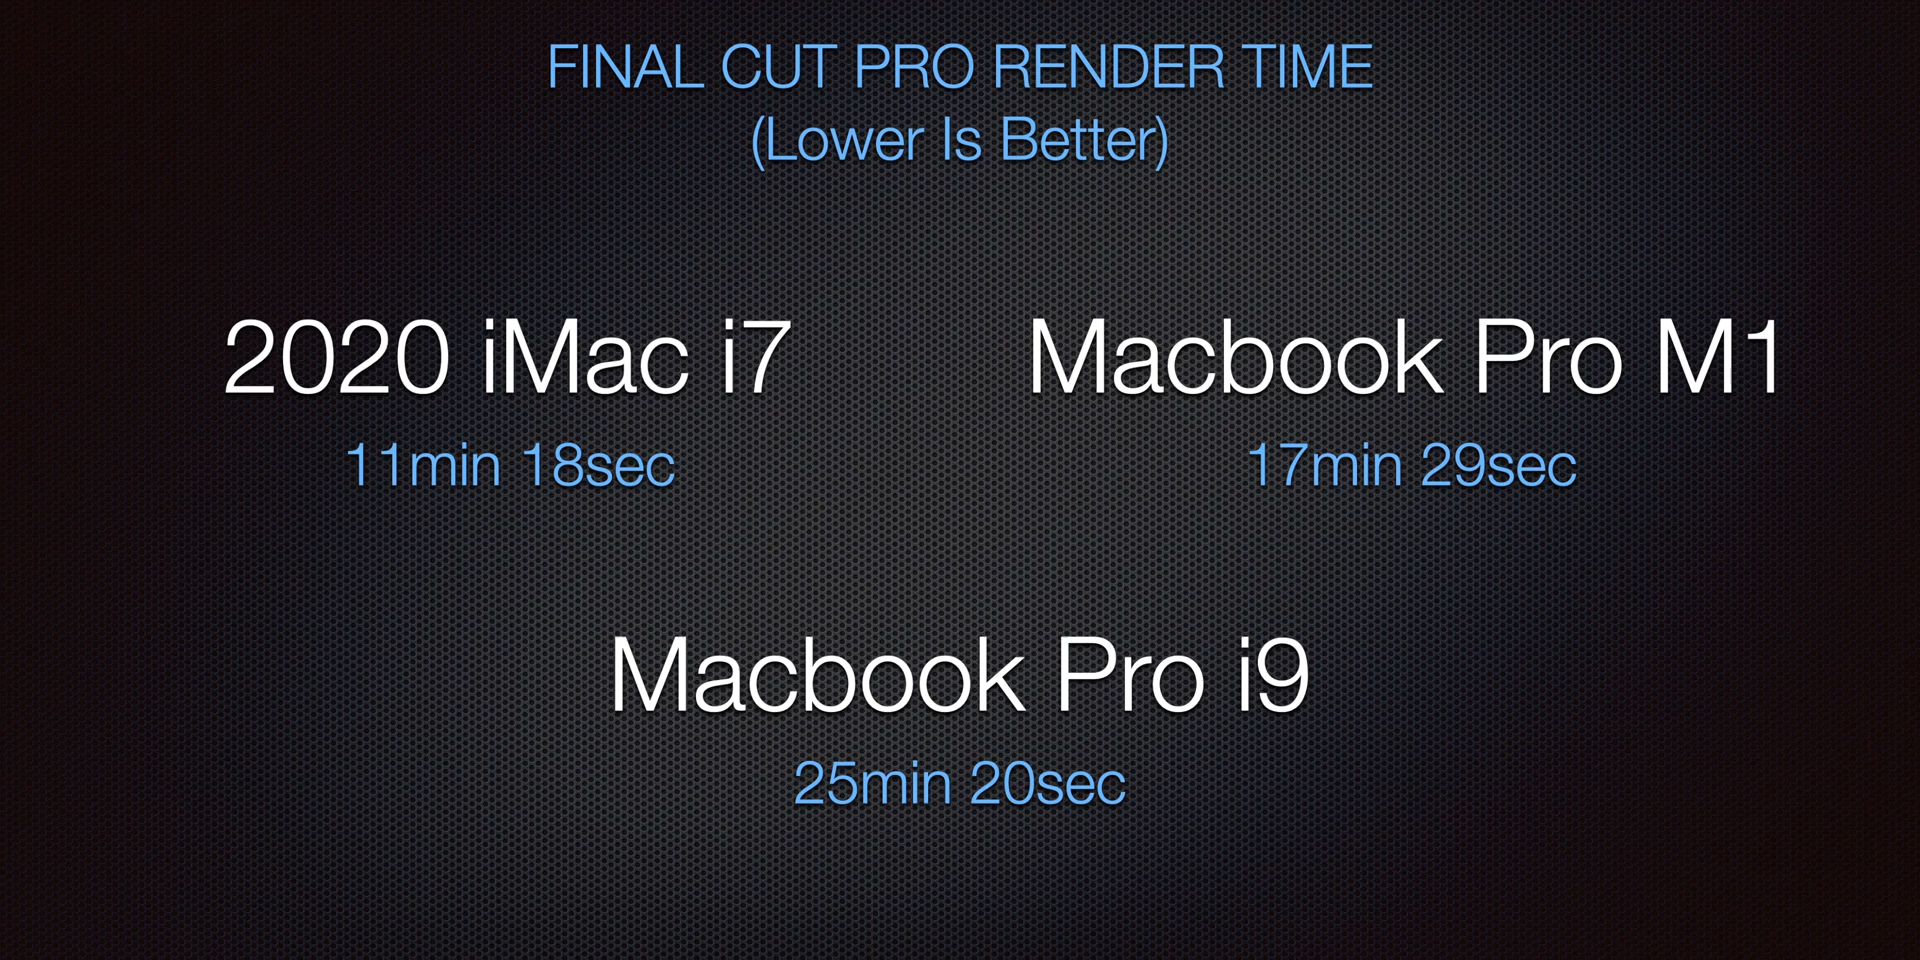 FINAL CUT PRO RENDER TIME
(Lower Is Better)
2020 iMac i7
11min 18sec
Macbook Pro M1
17min 29sec
Macbook Pro i9
25min 20sec